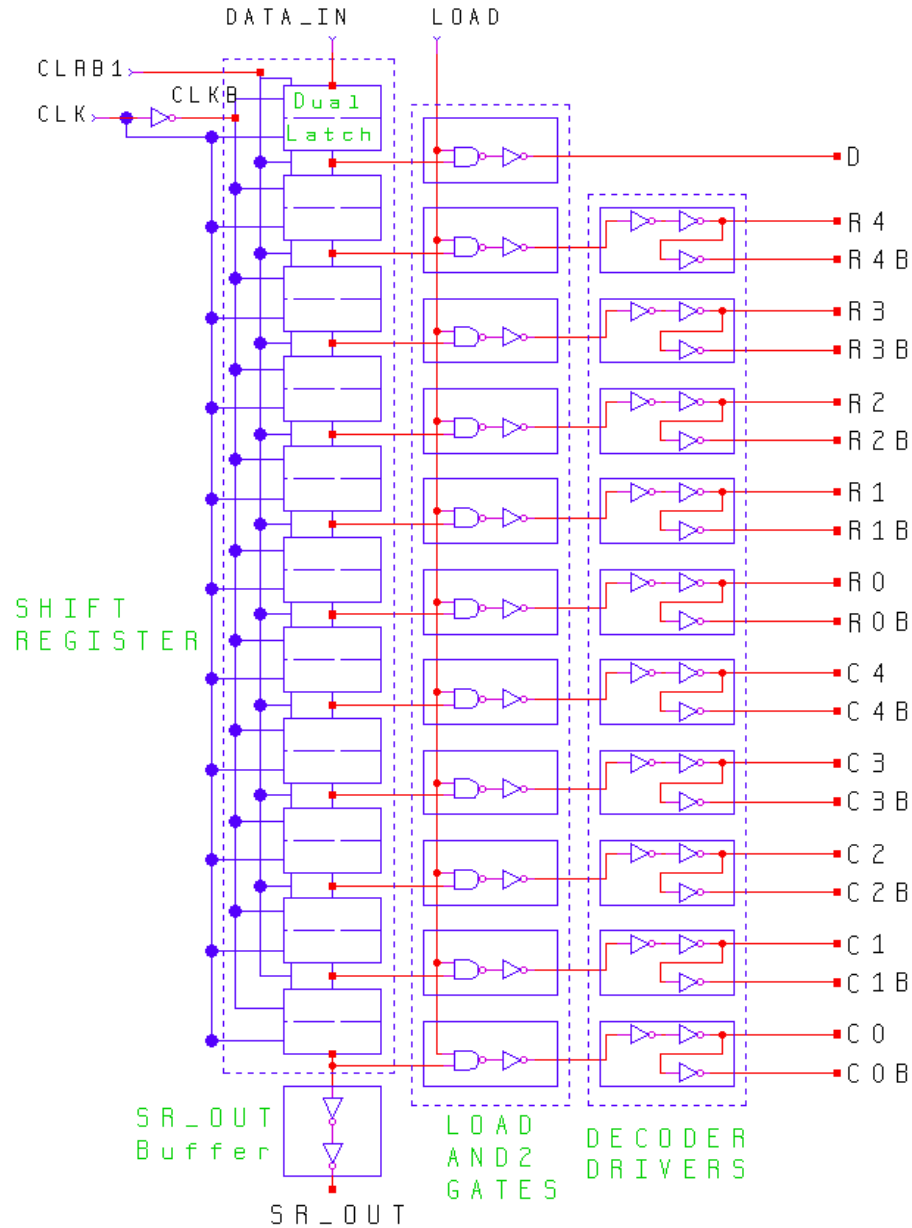 DATA_IN LOAD
CLRB1
CLK CLKB
Dual
Latch
D
R4
R4B
R3
R3B
R2
R2B
R1
R1B
SHIFT
REGISTER
R0
R0B
C4
C4B
C3
C3B
C2
C2B
C1
C1B
C0
C0B
SR_OUT
Buffer
LOAD
AND2
GATES
DECODER
DRIVERS
SR_OUT